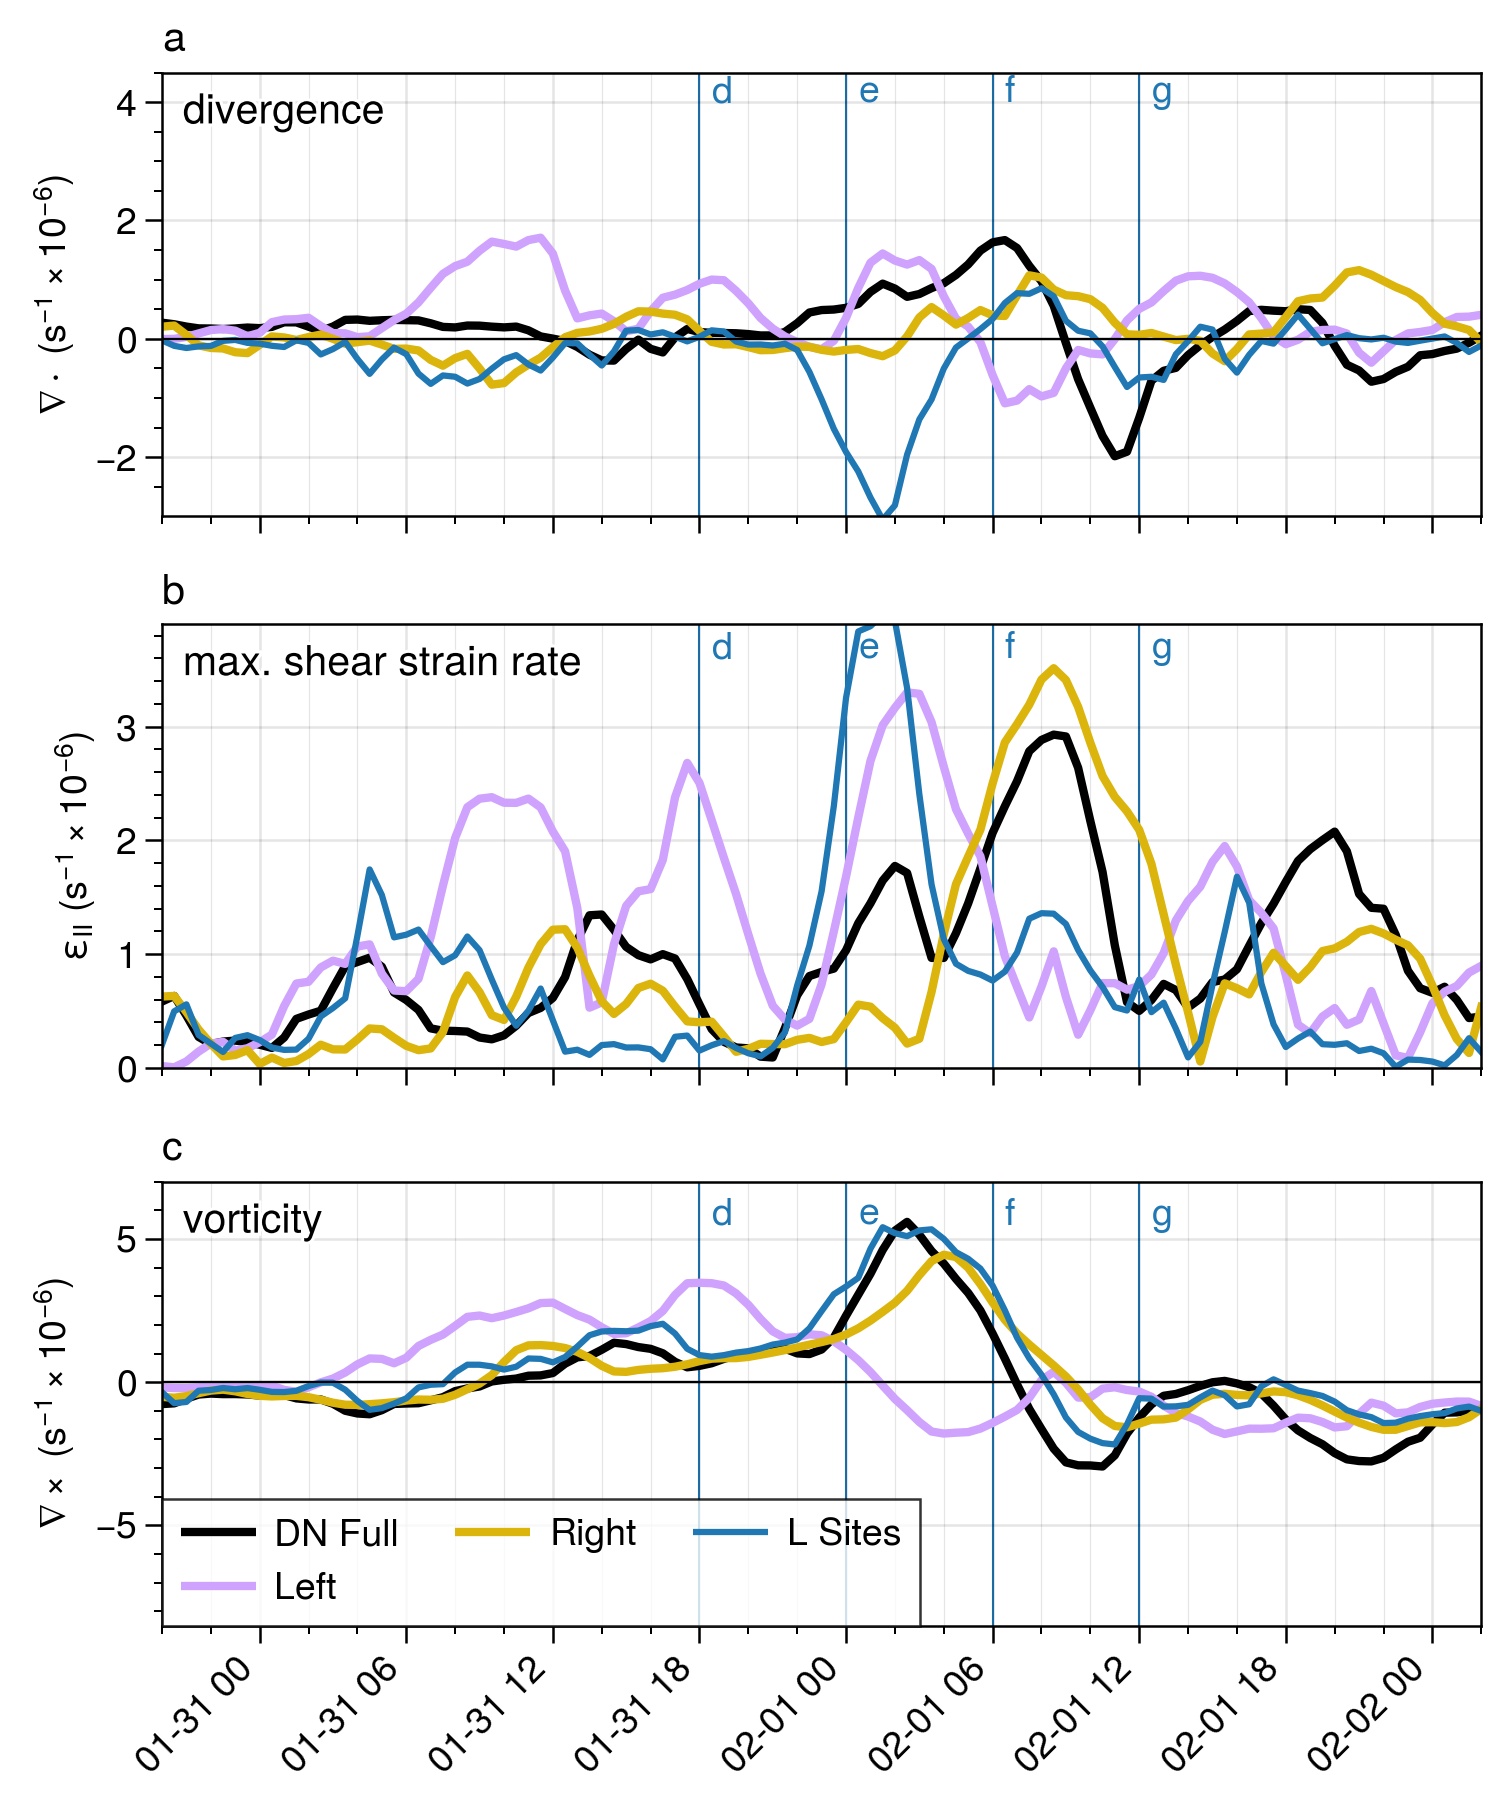 a
divergence
d e f g
4
2
0
−2
∇ · (s⁻¹ × 10⁻⁶)
b
max. shear strain rate
d e f g
3
2
1
0
ε_II (s⁻¹ × 10⁻⁶)
c
vorticity
d e f g
5
0
−5
∇ × (s⁻¹ × 10⁻⁶)
DN Full Right L Sites
Left
01-31 00
01-31 06
01-31 12
01-31 18
02-01 00
02-01 06
02-01 12
02-01 18
02-02 00